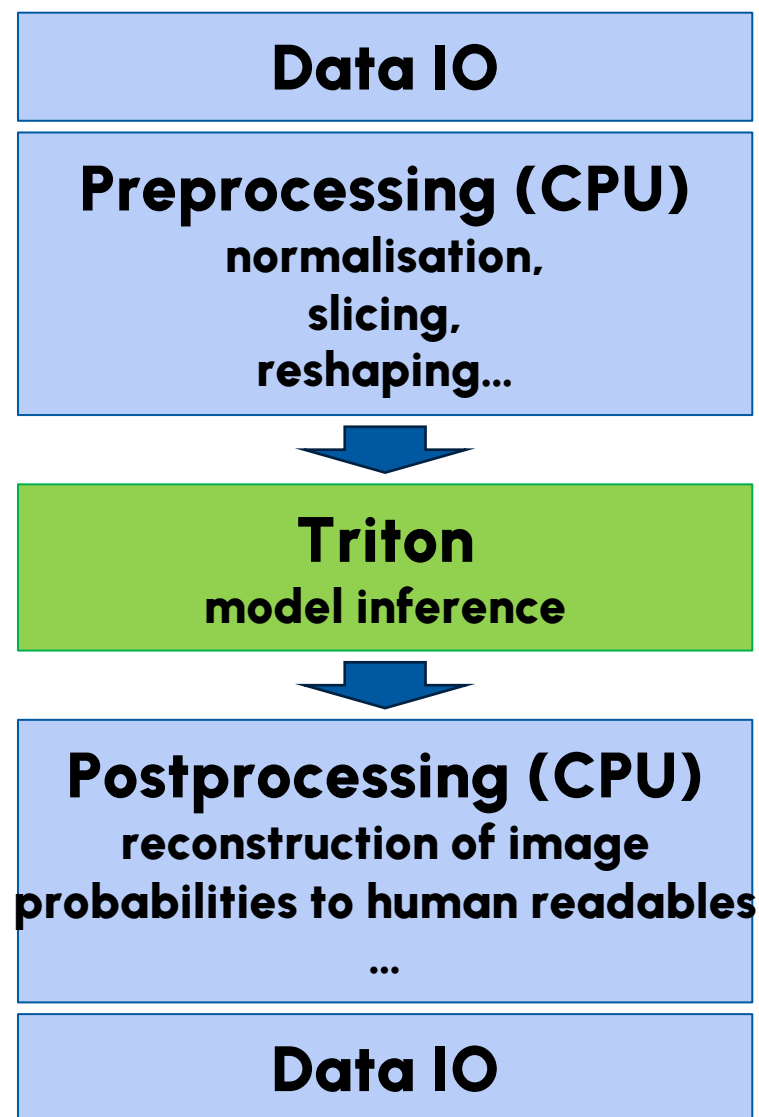 Data IO
Preprocessing (CPU)
normalisation,
slicing,
reshaping...
Triton
model inference
Postprocessing (CPU)
reconstruction of image
probabilities to human readables
...
Data IO